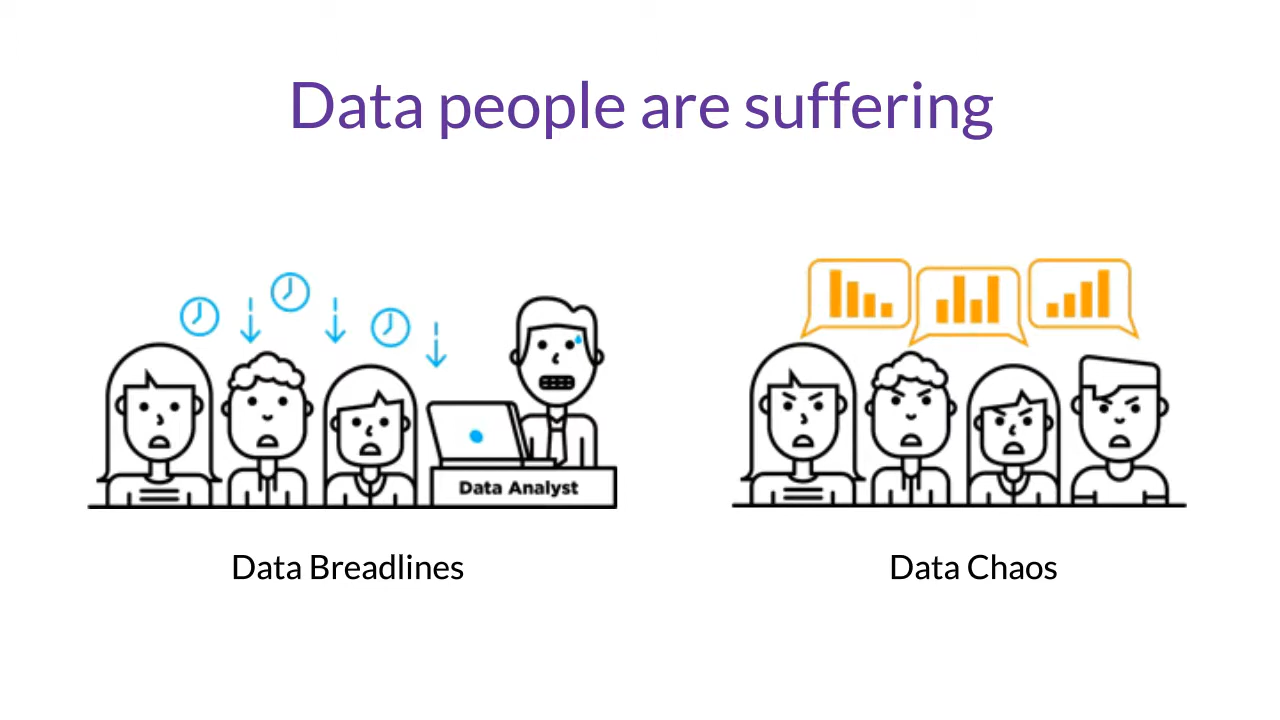 Data people are suffering
Data Analyst
Data Breadlines
Data Chaos